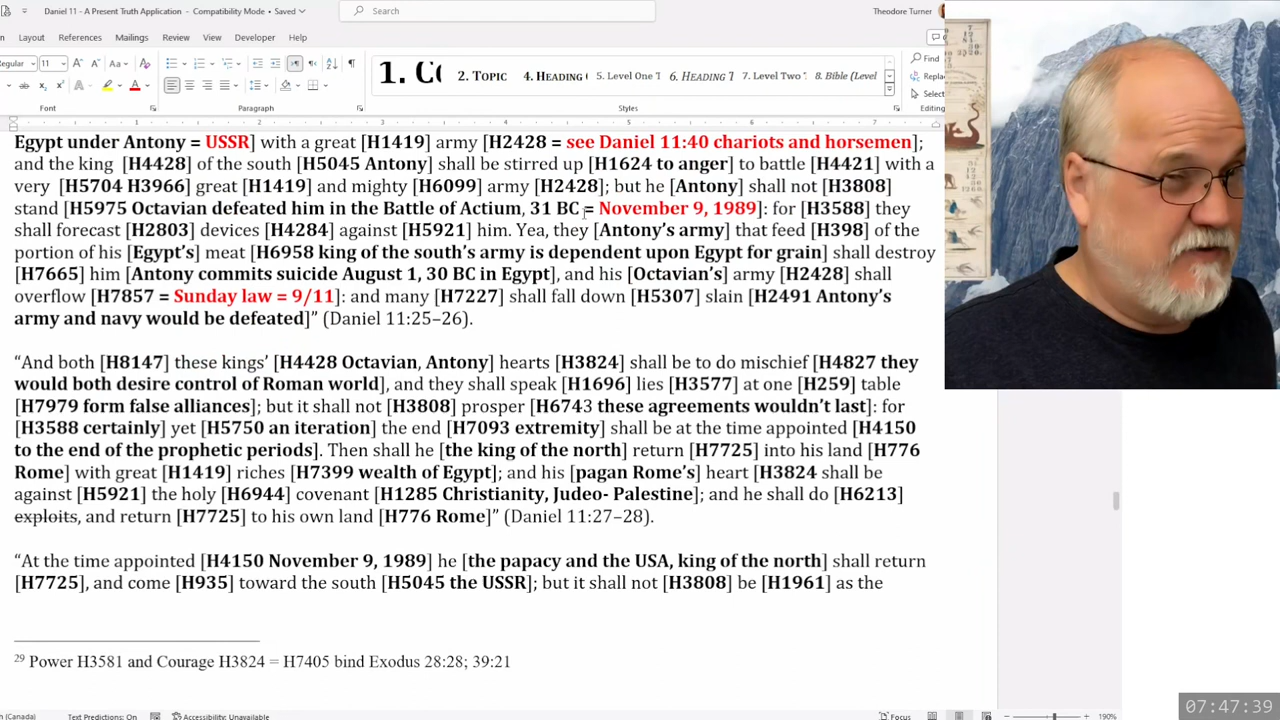 Daniel 11 - A Present Truth Application - Compatibility Mode • Saved
Search
Theodore Turner
Layout References Mailings Review View Developer Help
Regular 11 Aa
1. Co 2. Topic 4. Heading 5. Level One T 6. Heading T 7. Level Two T 8. Bible (Level
Find
Replac
Select
Font Paragraph Styles Editing
Egypt under Antony = USSR] with a great [H1419] army [H2428 = see Daniel 11:40 chariots and horsemen];
and the king [H4428] of the south [H5045 Antony] shall be stirred up [H1624 to anger] to battle [H4421] with a
very [H5704 H3966] great [H1419] and mighty [H6099] army [H2428]; but he [Antony] shall not [H3808]
stand [H5975 Octavian defeated him in the Battle of Actium, 31 BC = November 9, 1989]: for [H3588] they
shall forecast [H2803] devices [H4284] against [H5921] him. Yea, they [Antony’s army] that feed [H398] of the
portion of his [Egypt’s] meat [H6958 king of the south’s army is dependent upon Egypt for grain] shall destroy
[H7665] him [Antony commits suicide August 1, 30 BC in Egypt], and his [Octavian’s] army [H2428] shall
overflow [H7857 = Sunday law = 9/11]: and many [H7227] shall fall down [H5307] slain [H2491 Antony’s
army and navy would be defeated]” (Daniel 11:25–26).
“And both [H8147] these kings’ [H4428 Octavian, Antony] hearts [H3824] shall be to do mischief [H4827 they
would both desire control of Roman world], and they shall speak [H1696] lies [H3577] at one [H259] table
[H7979 form false alliances]; but it shall not [H3808] prosper [H6743 these agreements wouldn’t last]: for
[H3588 certainly] yet [H5750 an iteration] the end [H7093 extremity] shall be at the time appointed [H4150
to the end of the prophetic periods]. Then shall he [the king of the north] return [H7725] into his land [H776
Rome] with great [H1419] riches [H7399 wealth of Egypt]; and his [pagan Rome’s] heart [H3824 shall be
against [H5921] the holy [H6944] covenant [H1285 Christianity, Judeo- Palestine]; and he shall do [H6213]
exploits, and return [H7725] to his own land [H776 Rome]” (Daniel 11:27–28).
“At the time appointed [H4150 November 9, 1989] he [the papacy and the USA, king of the north] shall return
[H7725], and come [H935] toward the south [H5045 the USSR]; but it shall not [H3808] be [H1961] as the
29 Power H3581 and Courage H3824 = H7405 bind Exodus 28:28; 39:21
07:47:39
(Canada) Text Predictions: On Accessibility: Unavailable Focus 190%